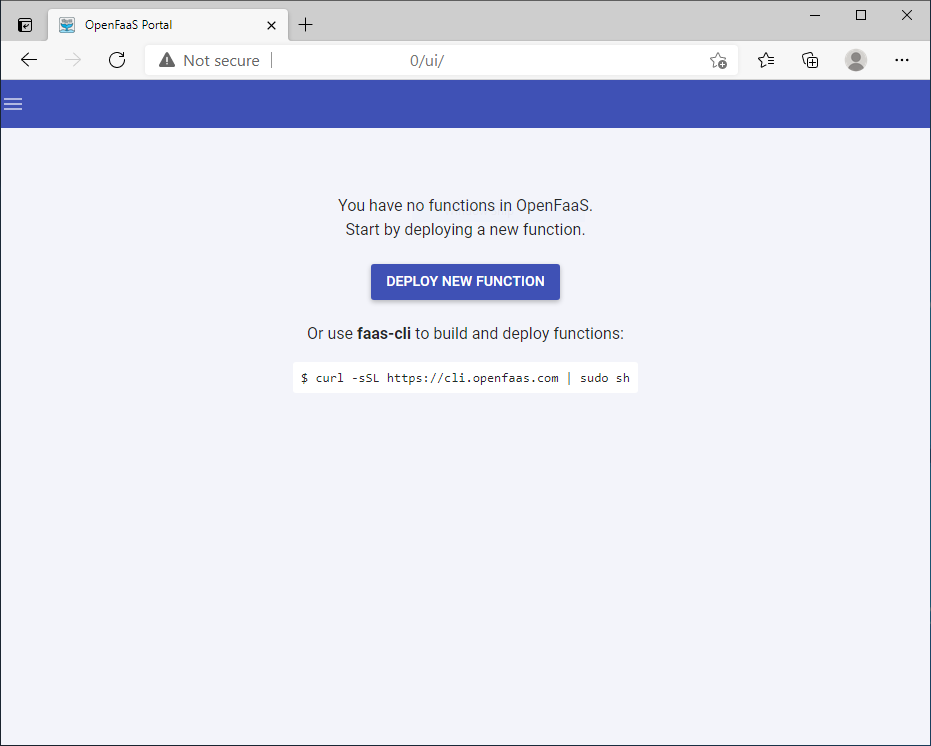 OpenFaaS Portal
Not secure 0/ui/
You have no functions in OpenFaaS.
Start by deploying a new function.
DEPLOY NEW FUNCTION
Or use faas-cli to build and deploy functions:
$ curl -sSL https://cli.openfaas.com | sudo sh